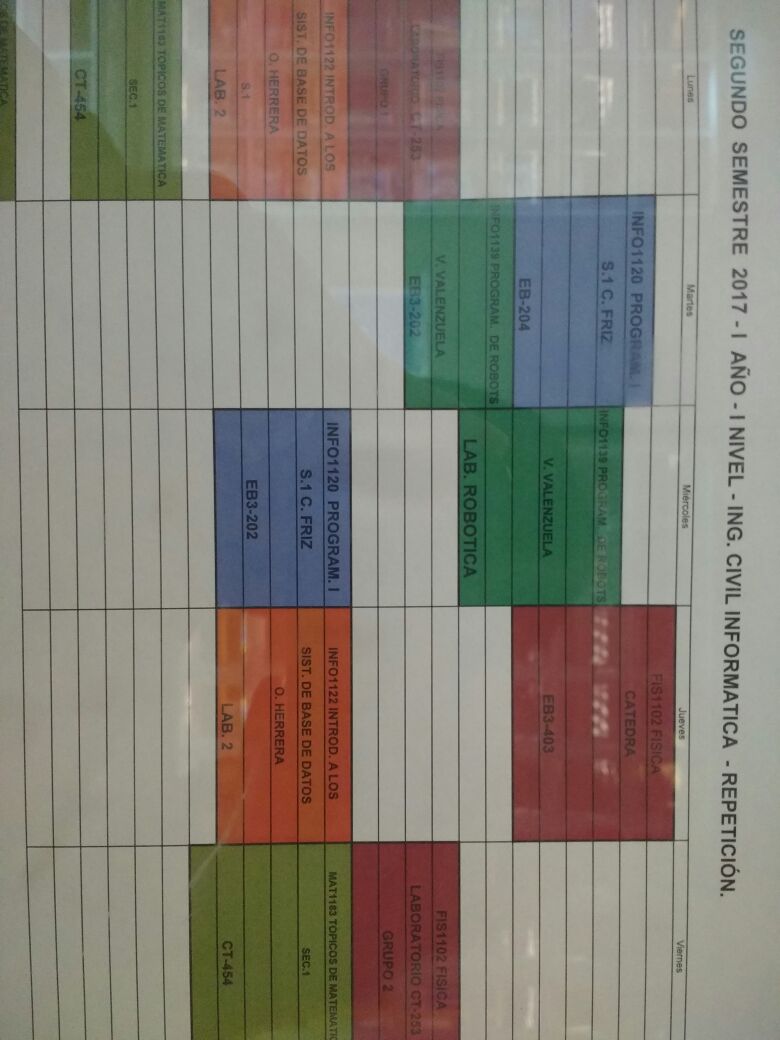 SEGUNDO SEMESTRE 2017 - I AÑO - I NIVEL - ING. CIVIL INFORMATICA - REPETICIÓN.
Lunes
Martes
Miércoles
Jueves
Viernes
FIS1102 FISICA
LABORATORIO CT-253
GRUPO I
INFO1122 INTROD. A LOS
SIST. DE BASE DE DATOS
O. HERRERA
S.1
LAB. 2
MAT1183 TOPICOS DE MATEMATICA
SEC.1
CT-454
S DE MATEMATICA
INFO1120 PROGRAM. I
S.1 C. FRIZ
EB-204
INFO1139 PROGRAM. DE ROBOTS
V. VALENZUELA
EB3-202
INFO1139 PROGRAM. DE ROBOTS
V. VALENZUELA
LAB. ROBOTICA
INFO1120 PROGRAM. I
S.1 C. FRIZ
EB3-202
FIS1102 FISICA
CATEDRA
EB3-403
INFO1122 INTROD. A LOS
SIST. DE BASE DE DATOS
O. HERRERA
LAB. 2
FIS1102 FISICA
LABORATORIO CT-253
GRUPO 2
MAT1183 TOPICOS DE MATEMATIC
SEC.1
CT-454